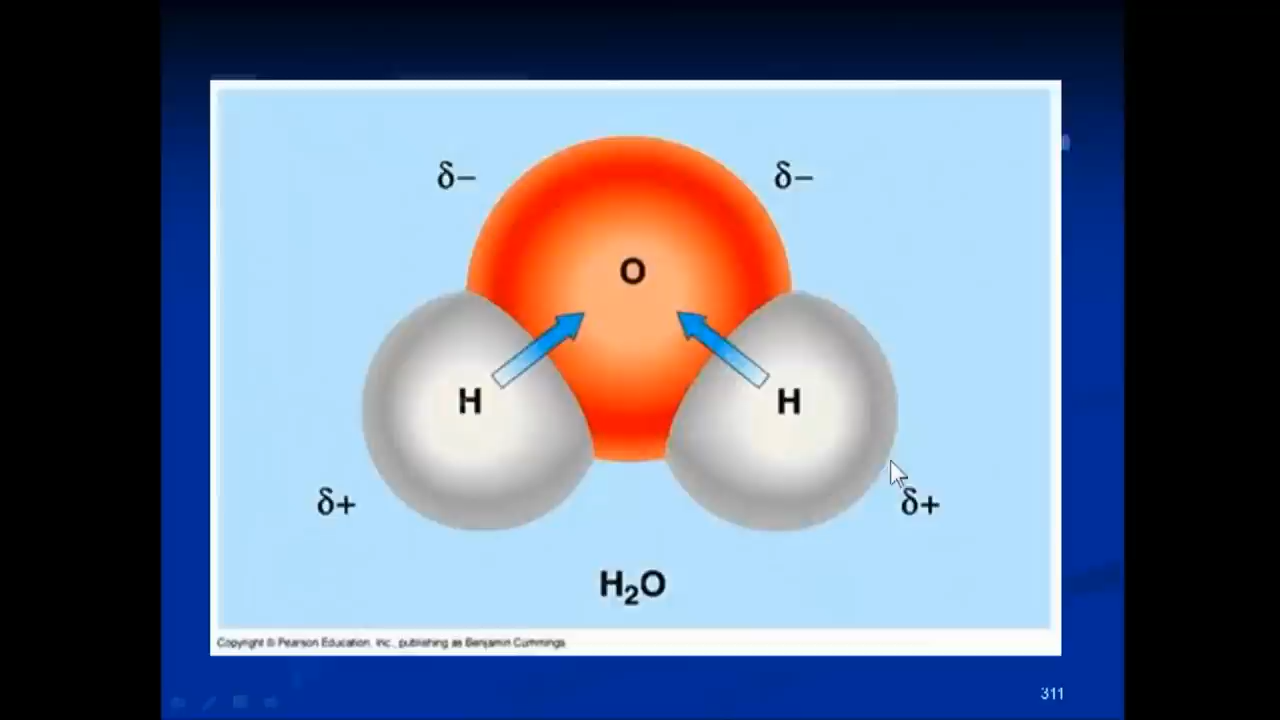 δ− δ−
O
H H
δ+ δ+
H₂O
Copyright © Pearson Education, Inc., publishing as Benjamin Cummings
311